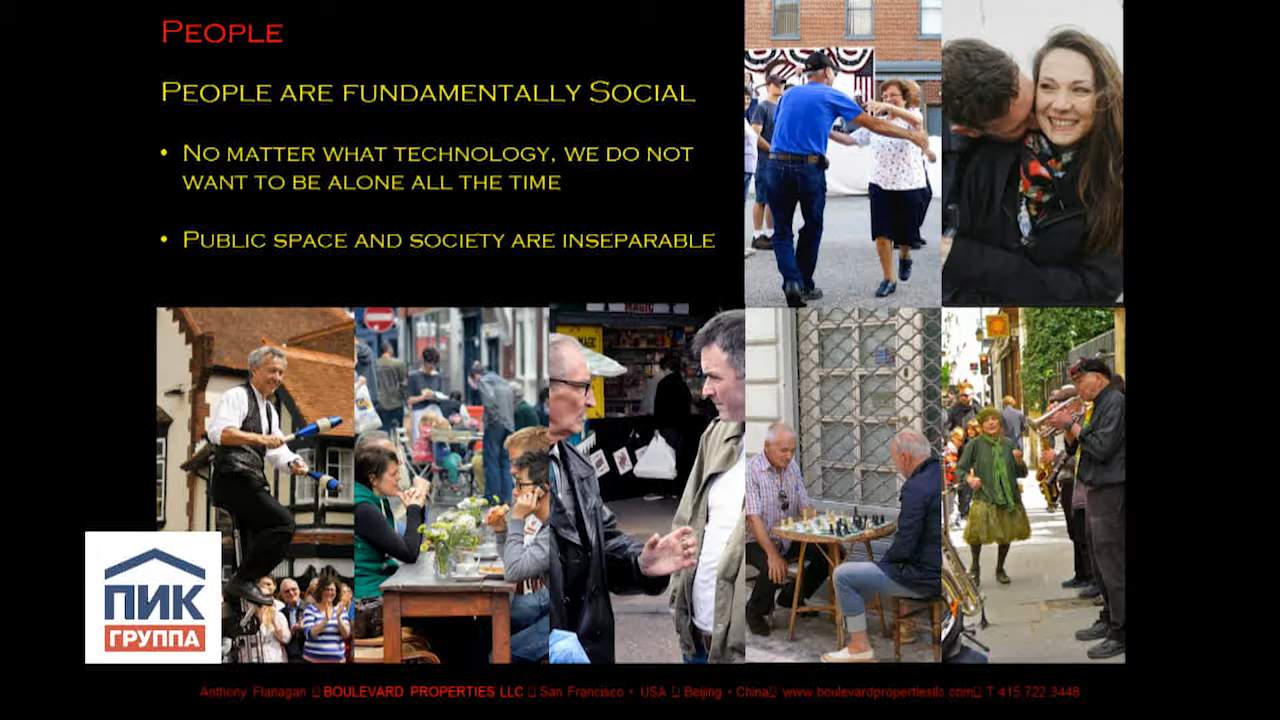 PEOPLE
PEOPLE ARE FUNDAMENTALLY SOCIAL
• NO MATTER WHAT TECHNOLOGY, WE DO NOT
WANT TO BE ALONE ALL THE TIME
• PUBLIC SPACE AND SOCIETY ARE INSEPARABLE
MAGIC
ПИК
ГРУППА
Anthony Flanagan BOULEVARD PROPERTIES LLC San Francisco • USA Beijing • China www.boulevardpropertiesllc.com T 415.722.3448